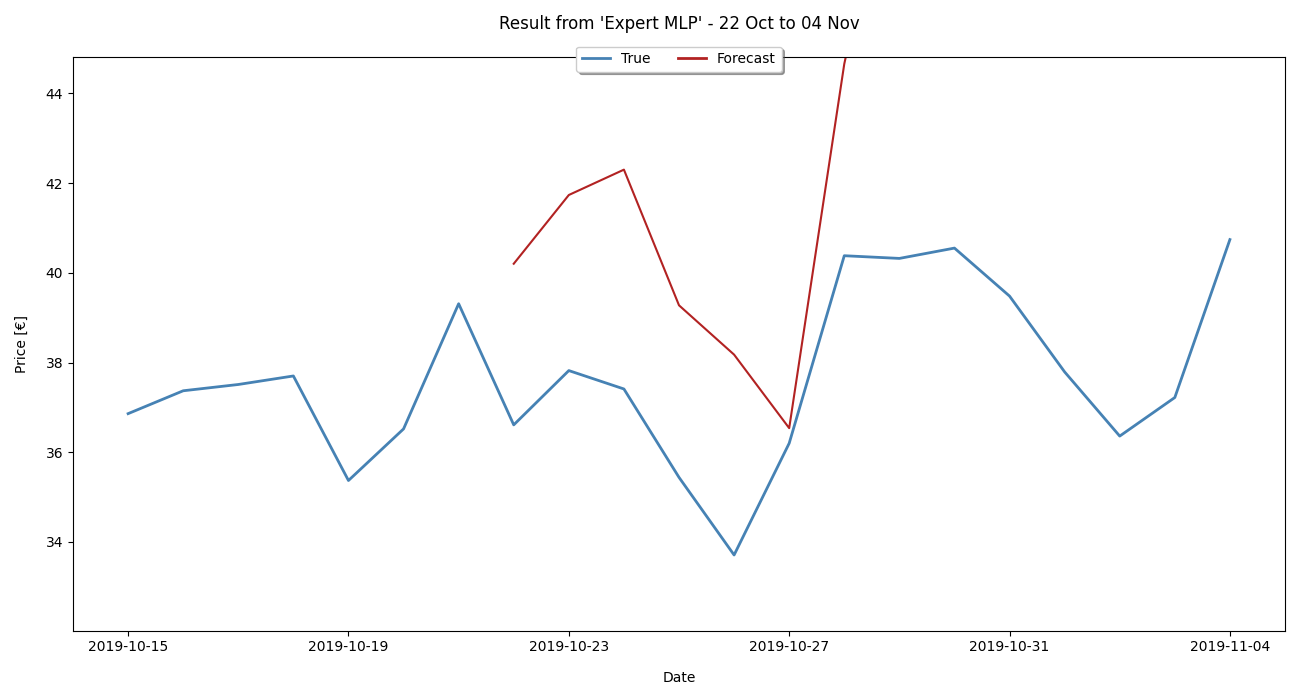 Result from 'Expert MLP' - 22 Oct to 04 Nov
True Forecast
44
42
40
38
36
34
Price [€]
2019-10-15 2019-10-19 2019-10-23 2019-10-27 2019-10-31 2019-11-04
Date